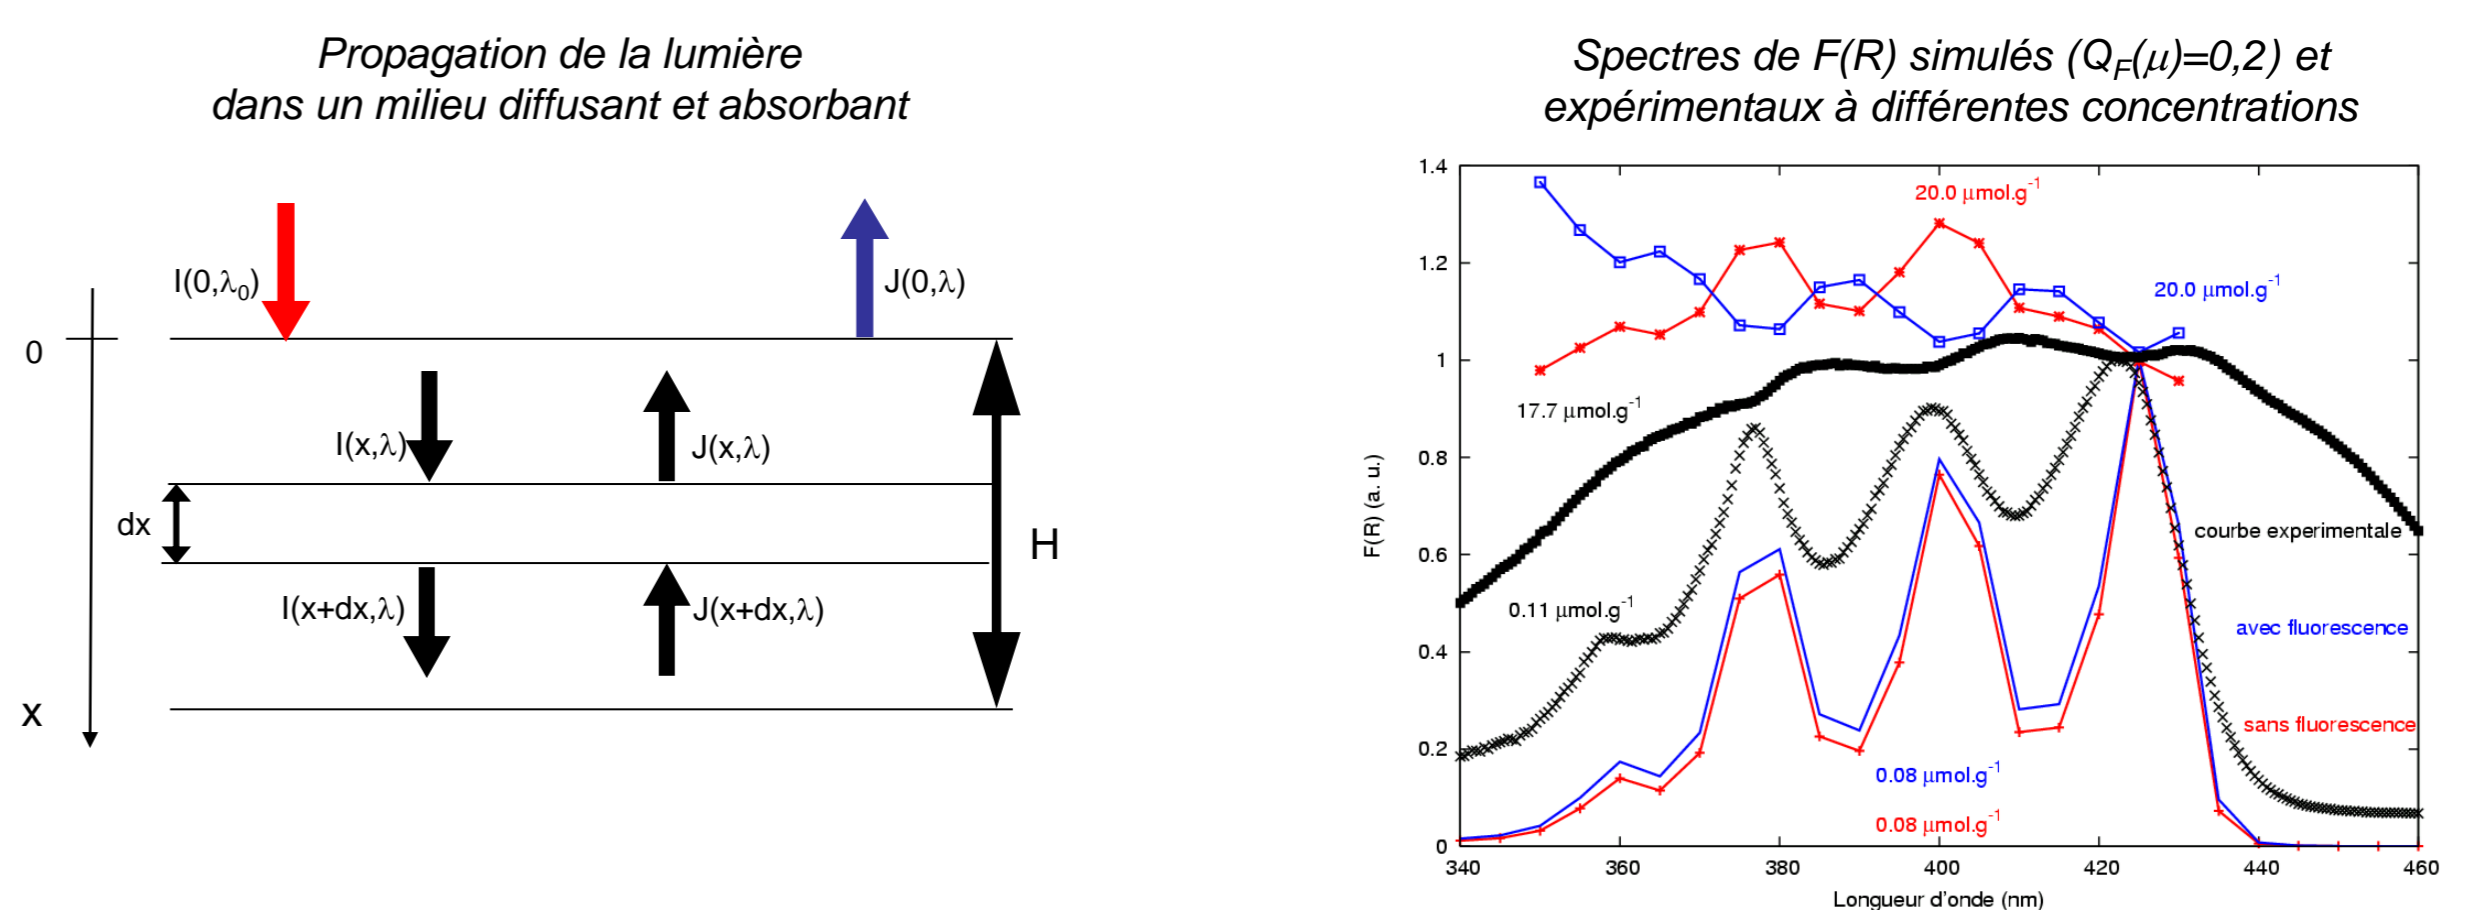 Propagation de la lumière
dans un milieu diffusant et absorbant
I(0,λ0)
J(0,λ)
0
I(x,λ)
J(x,λ)
dx
H
I(x+dx,λ)
J(x+dx,λ)
x
Spectres de F(R) simulés (QF(μ)=0,2) et
expérimentaux à différentes concentrations
1.4
20.0 μmol.g-1
1.2
20.0 μmol.g-1
1
17.7 μmol.g-1
0.8
F(R) (a. u.)
courbe experimentale
0.6
0.11 μmol.g-1
avec fluorescence
0.4
sans fluorescence
0.2
0.08 μmol.g-1
0.08 μmol.g-1
0
340 360 380 400 420 440 460
Longueur d'onde (nm)